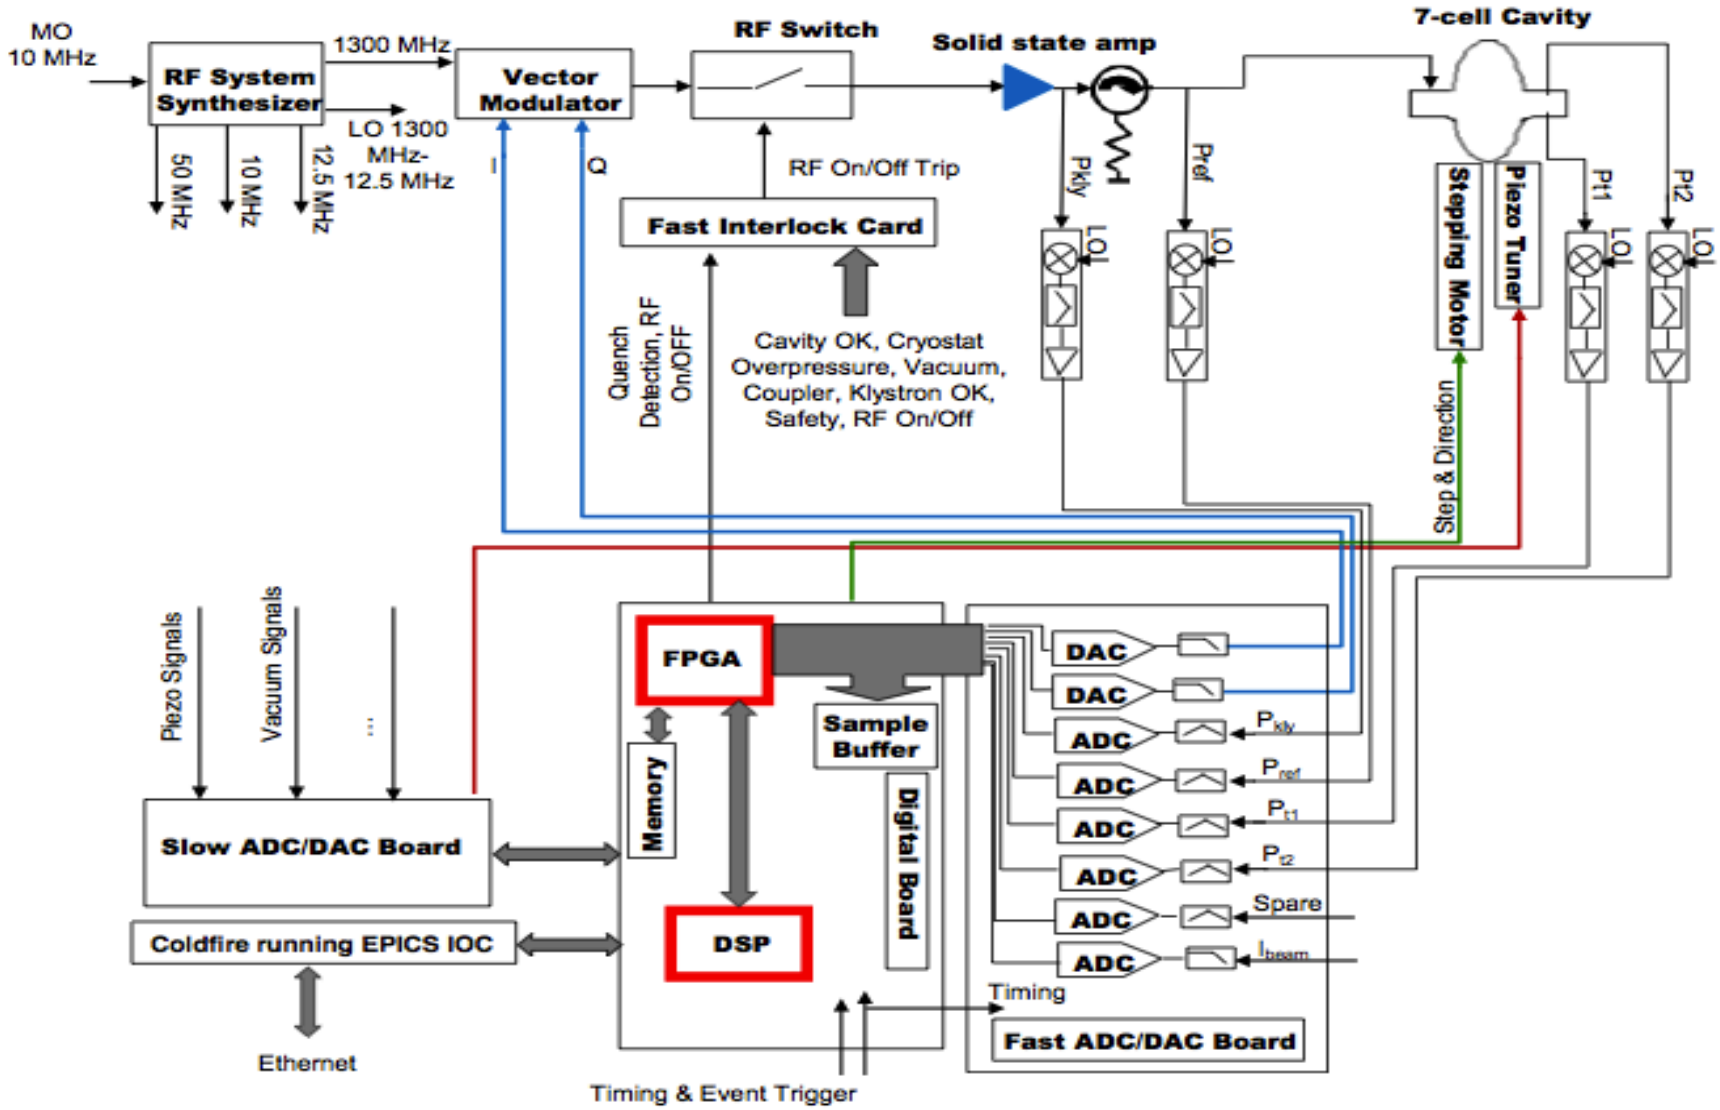 7-cell Cavity
MO
10 MHz
RF System
Synthesizer
1300 MHz
LO 1300
MHz-
12.5 MHz
50 MHz
10 MHz
12.5 MHz
Vector
Modulator
I
Q
RF Switch
RF On/Off Trip
Solid state amp
Pkly
Pref
LO
LO
Stepping Motor
Piezo Tuner
Pt1
Pt2
LO
LO
Fast Interlock Card
Quench
Detection, RF
On/OFF
Cavity OK, Cryostat
Overpressure, Vacuum,
Coupler, Klystron OK,
Safety, RF On/Off
Step & Direction
Piezo Signals
Vacuum Signals
...
Slow ADC/DAC Board
Coldfire running EPICS IOC
Ethernet
FPGA
Memory
DSP
Sample
Buffer
Digital Board
Timing & Event Trigger
DAC
DAC
ADC
Pkly
ADC
Pref
ADC
Pt1
ADC
Pt2
ADC
Spare
ADC
Ibeam
Timing
Fast ADC/DAC Board